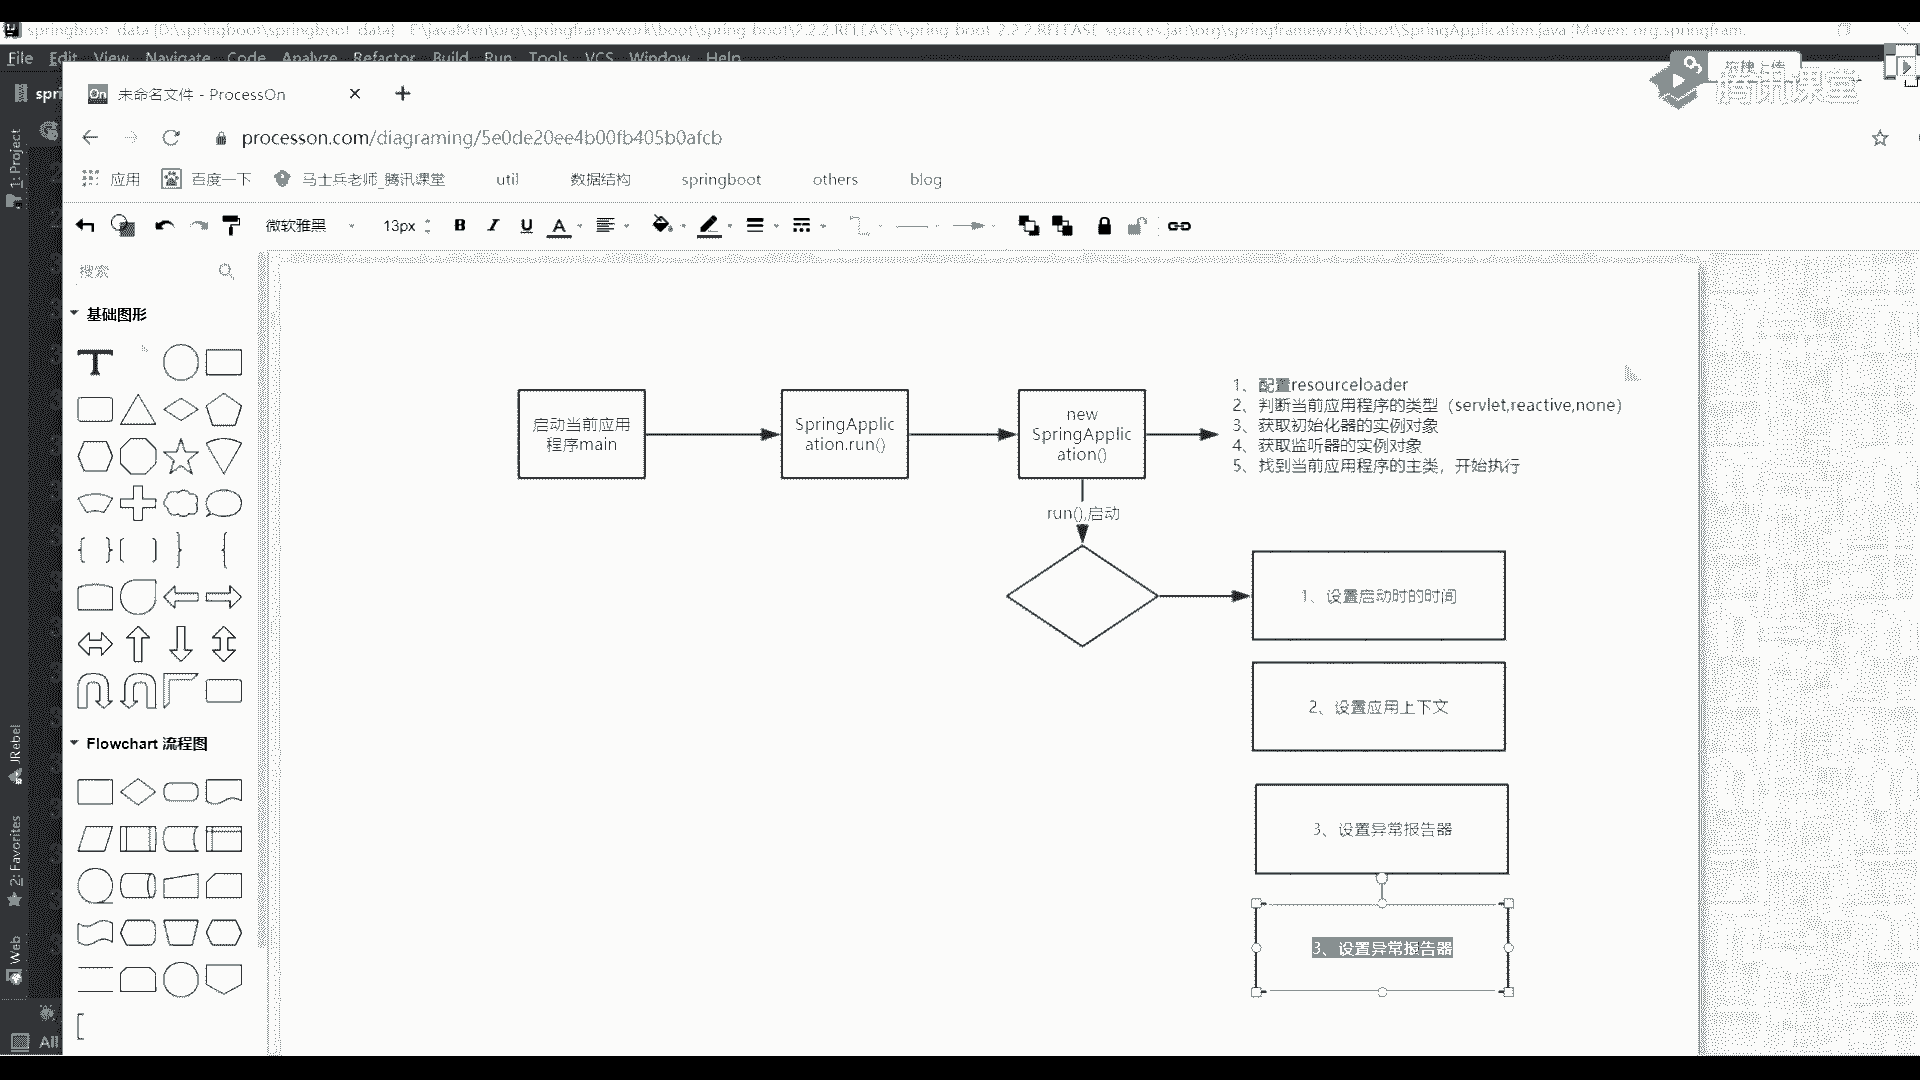 springboot_data [D:\springboot\springboot_data] - E:\javaMvn\org\springframework\boot\spring-boot\2.2.2.RELEASE\spring-boot-2.2.2.RELEASE-sources.jar!\org\springframework\boot\SpringApplication.java [Maven: org.springfram...
File Edit View Navigate Code Analyze Refactor Build Run Tools VCS Window Help
腾讯课堂
spri
On 未命名文件 - ProcessOn
processon.com/diagraming/5e0de20ee4b00fb405b0afcb
应用 百度一下 马士兵老师_腾讯课堂 util 数据结构 springboot others blog
微软雅黑 13px B I U A
搜索
基础图形
T
Flowchart 流程图
1: Project
JRebel
2: Favorites
Web
All
启动当前应用
程序main
SpringApplic
ation.run()
new
SpringApplic
ation()
1、配置resourceloader
2、判断当前应用程序的类型（servlet,reactive,none）
3、获取初始化器的实例对象
4、获取监听器的实例对象
5、找到当前应用程序的主类，开始执行
run(),启动
1、设置启动时的时间
2、设置应用上下文
3、设置异常报告器
3、设置异常报告器